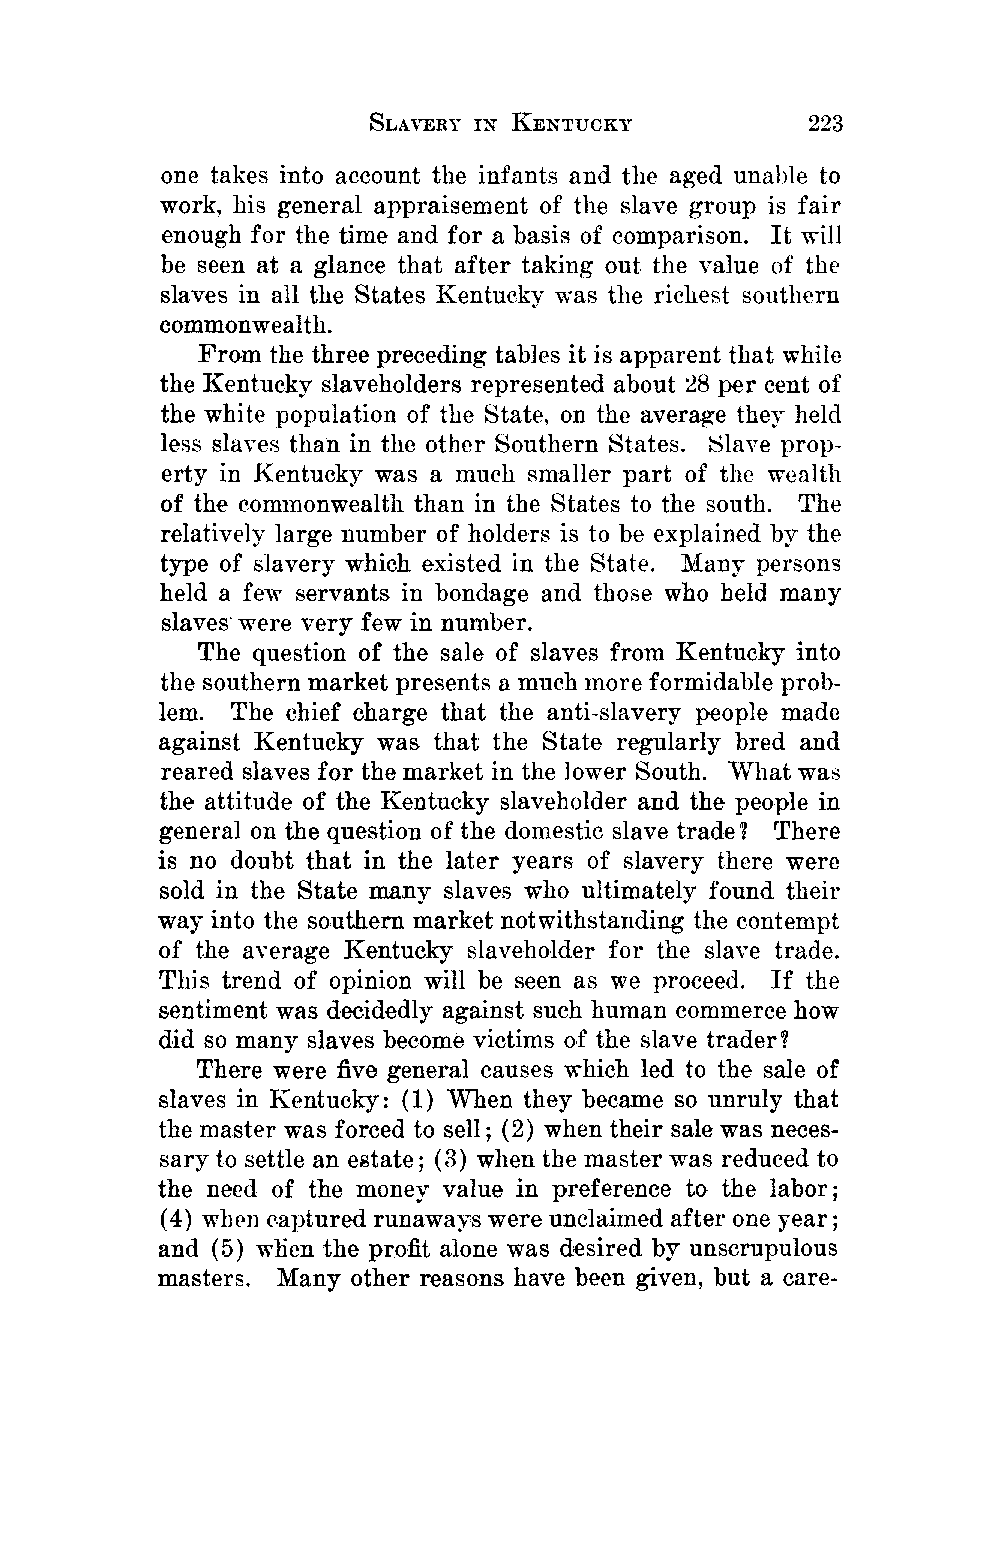 SLAVERY IN KENTUCKY 223
one takes into account the infants and the aged unable to
work, his general appraisement of the slave group is fair
enough for the time and for a basis of comparison. It will
be seen at a glance that after taking out the value of the
slaves in all the States Kentucky was the richest southern
commonwealth.
From the three preceding tables it is apparent that while
the Kentucky slaveholders represented about 28 per cent of
the white population of the State, on the average they held
less slaves than in the other Southern States. Slave prop-
erty in Kentucky was a much smaller part of the wealth
of the commonwealth than in the States to the south. The
relatively large number of holders is to be explained by the
type of slavery which existed in the State. Many persons
held a few servants in bondage and those who held many
slaves were very few in number.
The question of the sale of slaves from Kentucky into
the southern market presents a much more formidable prob-
lem. The chief charge that the anti-slavery people made
against Kentucky was that the State regularly bred and
reared slaves for the market in the lower South. What was
the attitude of the Kentucky slaveholder and the people in
general on the question of the domestic slave trade? There
is no doubt that in the later years of slavery there were
sold in the State many slaves who ultimately found their
way into the southern market notwithstanding the contempt
of the average Kentucky slaveholder for the slave trade.
This trend of opinion will be seen as we proceed. If the
sentiment was decidedly against such human commerce how
did so many slaves become victims of the slave trader?
There were five general causes which led to the sale of
slaves in Kentucky: (1) When they became so unruly that
the master was forced to sell; (2) when their sale was neces-
sary to settle an estate; (3) when the master was reduced to
the need of the money value in preference to the labor;
(4) when captured runaways were unclaimed after one year;
and (5) when the profit alone was desired by unscrupulous
masters. Many other reasons have been given, but a care-